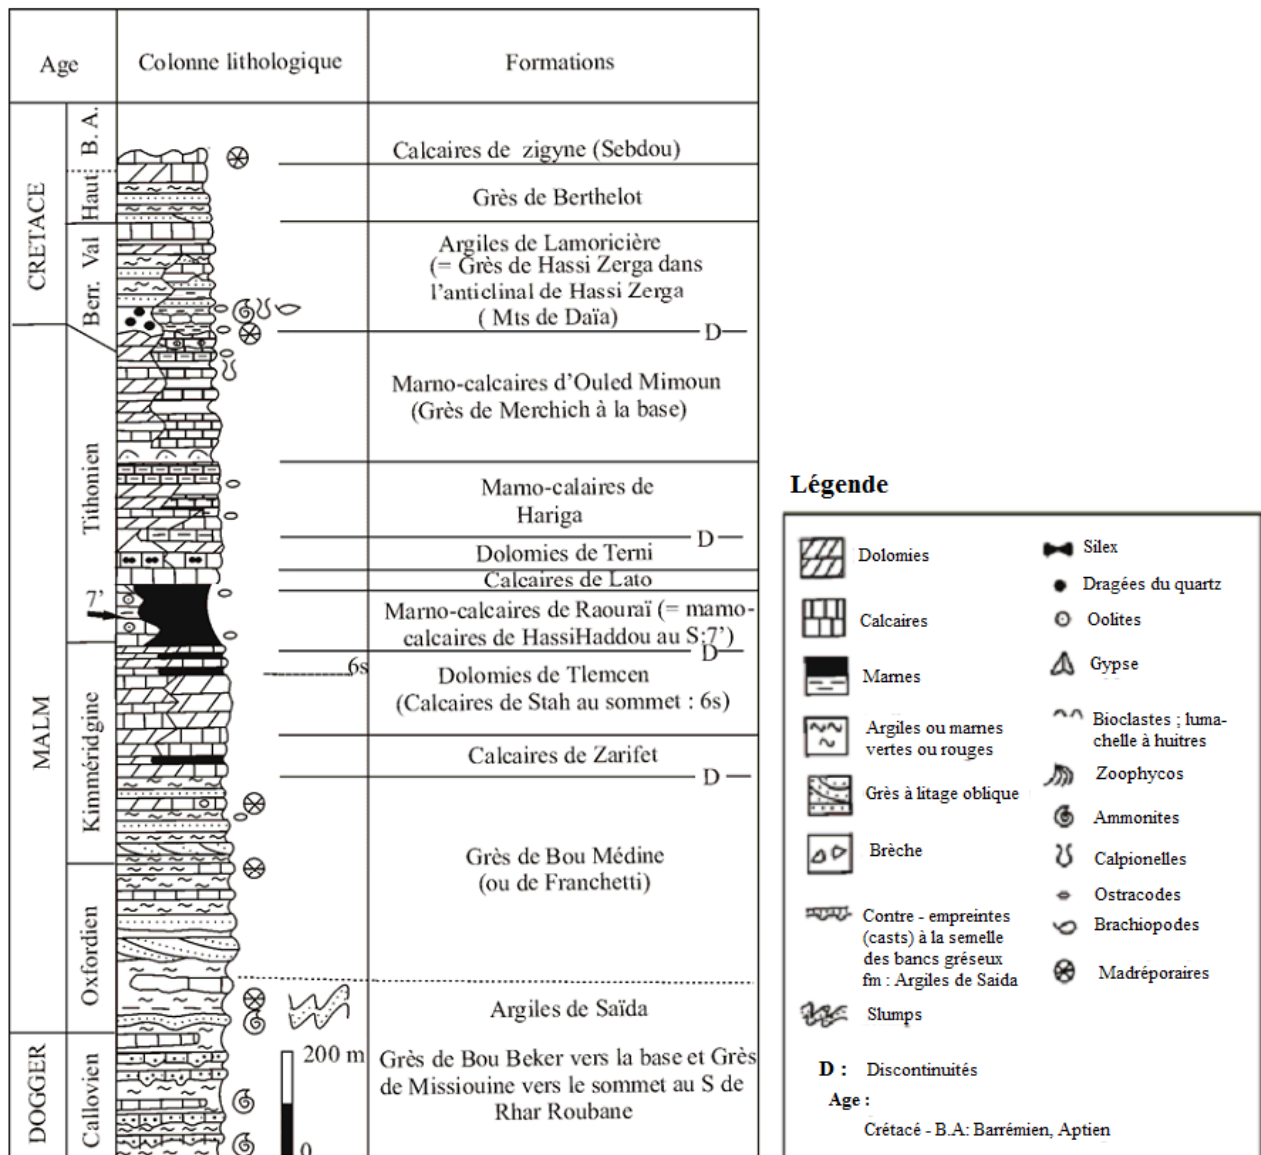 Age
Colonne lithologique
Formations
CRETACE
B. A.
Haut
Val
Berr.
MALM
Tithonien
Kimméridgine
Oxfordien
DOGGER
Callovien
7'
6s
200 m
0
Calcaires de zigyne (Sebdou)
Grès de Berthelot
Argiles de Lamoricière
(= Grès de Hassi Zerga dans
l'anticlinal de Hassi Zerga
( Mts de Daïa)
D
Marno-calcaires d'Ouled Mimoun
(Grès de Merchich à la base)
Mamo-calaires de
Hariga
D
Dolomies de Terni
Calcaires de Lato
Marno-calcaires de Raouraï (= mamo-
calcaires de HassiHaddou au S:7')
D
Dolomies de Tlemcen
(Calcaires de Stah au sommet : 6s)
Calcaires de Zarifet
D
Grès de Bou Médine
(ou de Franchetti)
Argiles de Saïda
Grès de Bou Beker vers la base et Grès
de Missiouine vers le sommet au S de
Rhar Roubane
Légende
Dolomies
Calcaires
Mames
Argiles ou mames
vertes ou rouges
Grès à litage oblique
Brèche
Contre - empreintes
(casts) à la semelle
des bancs gréseux
fm : Argiles de Saida
Slumps
Silex
Dragées du quartz
Oolites
Gypse
Bioclastes ; luma-
chelle à huitres
Zoophycos
Ammonites
Calpionelles
Ostracodes
Brachiopodes
Madréporaires
D : Discontinuités
Age :
Crétacé - B.A: Barrémien, Aptien